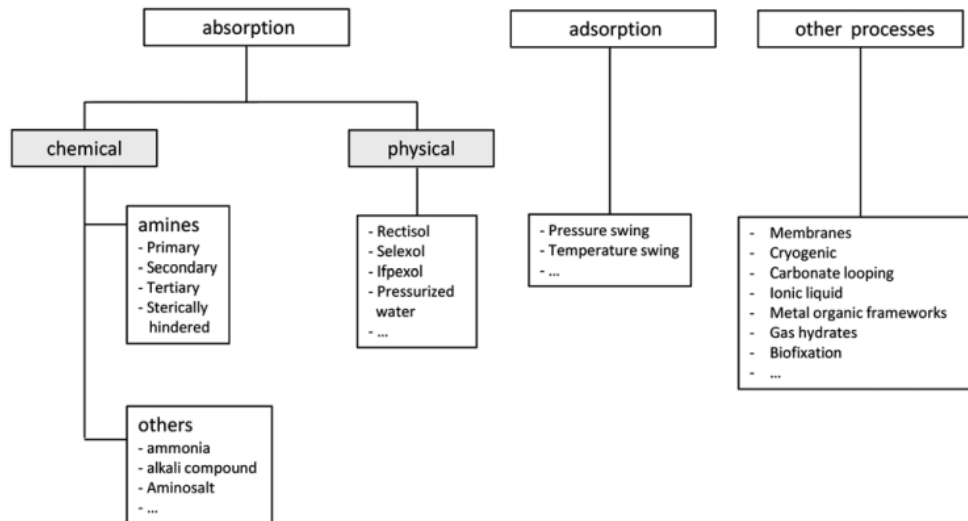 absorption
adsorption
other processes
chemical
physical
amines
- Primary
- Secondary
- Tertiary
- Sterically
hindered
others
- ammonia
- alkali compound
- Aminosalt
- ...
- Rectisol
- Selexol
- Ifpexol
- Pressurized
water
- ...
- Pressure swing
- Temperature swing
- ...
- Membranes
- Cryogenic
- Carbonate looping
- Ionic liquid
- Metal organic frameworks
- Gas hydrates
- Biofixation
- ...